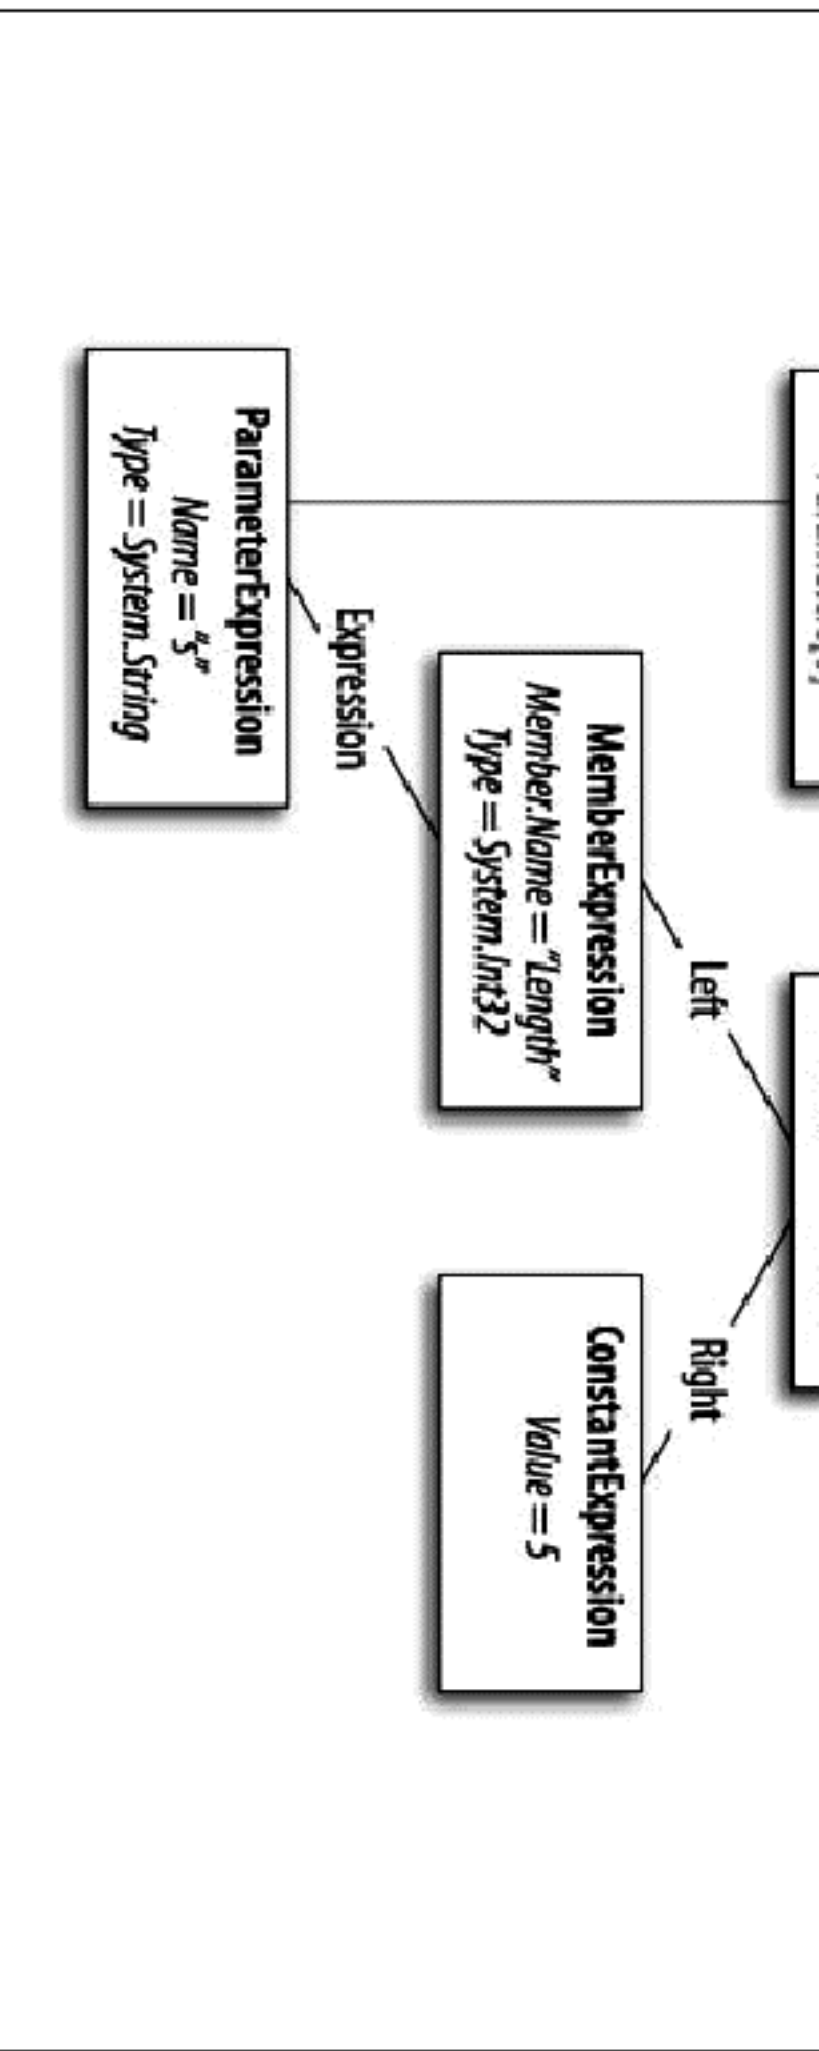 Left
Right
MemberExpression
Member.Name = "Length"
Type = System.Int32
ConstantExpression
Value = 5
Expression
ParameterExpression
Name = "s"
Type = System.String